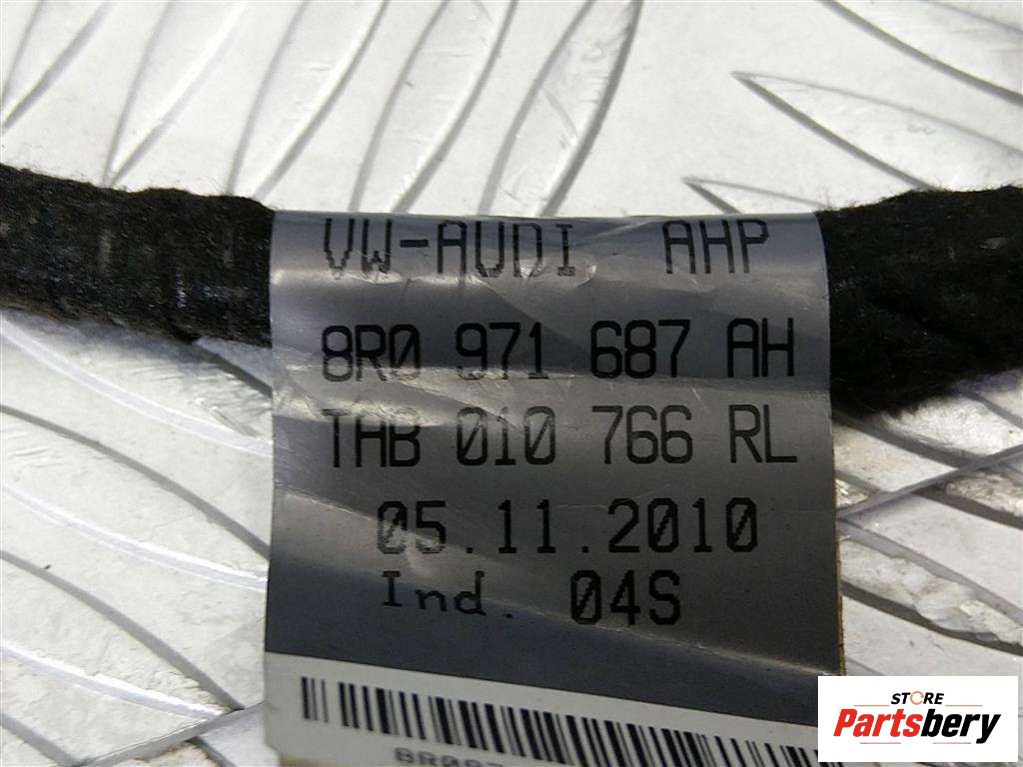 VW-AUDI AHP
8R0 971 687 AH
TAB 010 766 RL
05.11.2010
Ind. 04S
STORE
Partsbery